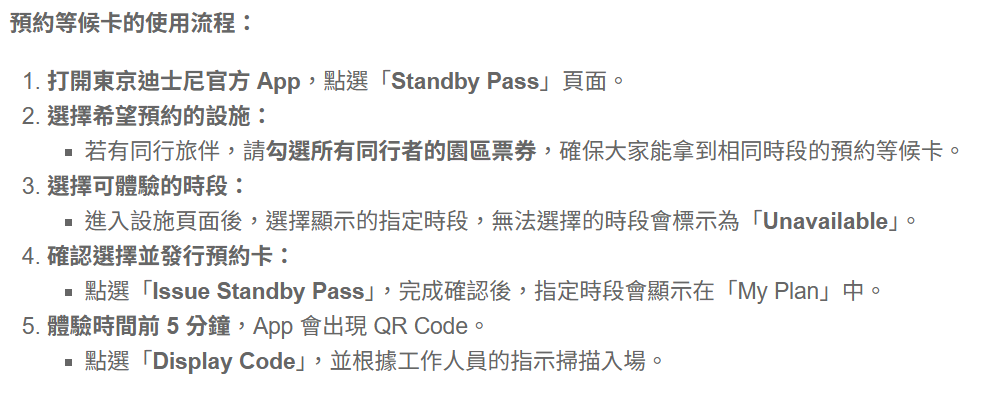 預約等候卡的使用流程：
1. 打開東京迪士尼官方 App，點選「Standby Pass」頁面。
2. 選擇希望預約的設施：
▪ 若有同行旅伴，請勾選所有同行者的園區票券，確保大家能拿到相同時段的預約等候卡。
3. 選擇可體驗的時段：
▪ 進入設施頁面後，選擇顯示的指定時段，無法選擇的時段會標示為「Unavailable」。
4. 確認選擇並發行預約卡：
▪ 點選「Issue Standby Pass」，完成確認後，指定時段會顯示在「My Plan」中。
5. 體驗時間前 5 分鐘，App 會出現 QR Code。
▪ 點選「Display Code」，並根據工作人員的指示掃描入場。